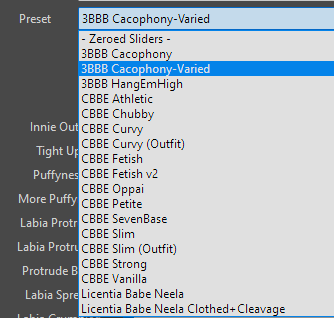 Preset
3BBB Cacophony-Varied
- Zeroed Sliders -
3BBB Cacophony
3BBB Cacophony-Varied
3BBB HangEmHigh
CBBE Athletic
CBBE Chubby
CBBE Curvy
CBBE Curvy (Outfit)
CBBE Fetish
CBBE Fetish v2
CBBE Oppai
CBBE Petite
CBBE SevenBase
CBBE Slim
CBBE Slim (Outfit)
CBBE Strong
CBBE Vanilla
Licentia Babe Neela
Licentia Babe Neela Clothed+Cleavage
Innie Out
Tight Up
Puffynes
More Puffy
Labia Protru
Labia Protru
Protrude B
Labia Spre